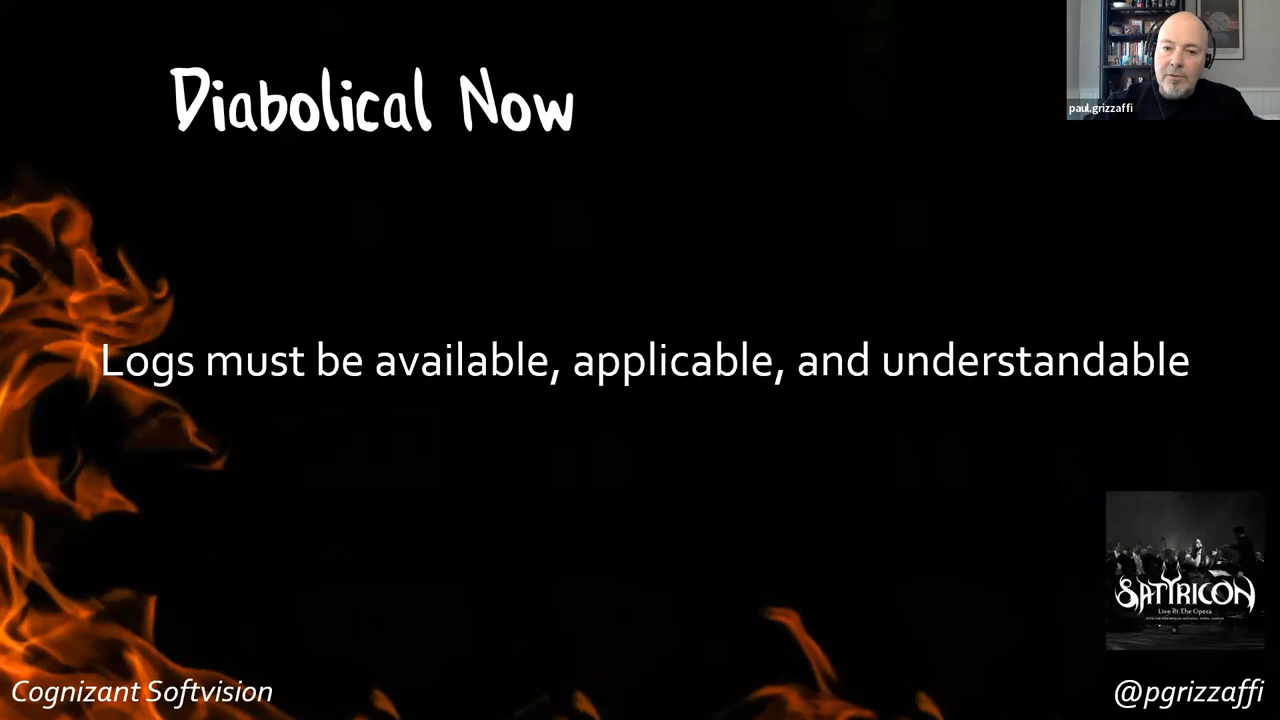 Diabolical Now
paul.grizzaffi
Logs must be available, applicable, and understandable
SATYRICON
Live At The Opera
Cognizant Softvision
@pgrizzaffi